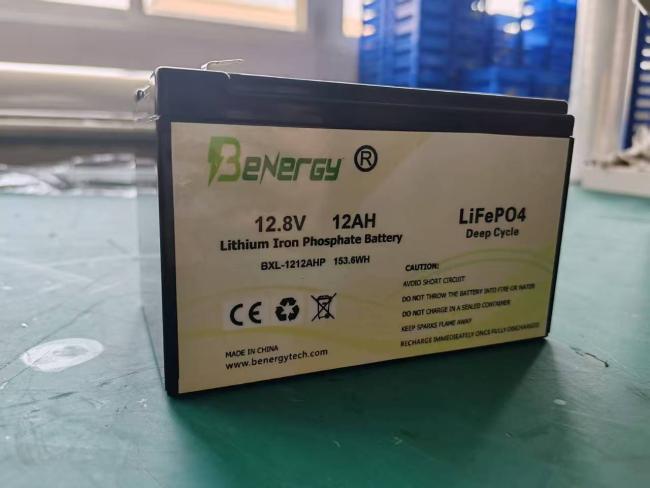 BENERGY ®
12.8V 12AH
Lithium Iron Phosphate Battery
BXL-1212AHP 153.6WH
LiFePO4
Deep Cycle
CE
MADE IN CHINA
www.benergytech.com
CAUTION:
AVDIO SHORT CIRCUIT
DO NOT THROW THE BATTERY INTO FIRE OR WATER
DO NOT CHARGE IN A SEALED CONTAINER
KEEP SPARKS FLAME AWAY
RECHARGE IMMEDIATELY ONCE FULLY DISCHARGED